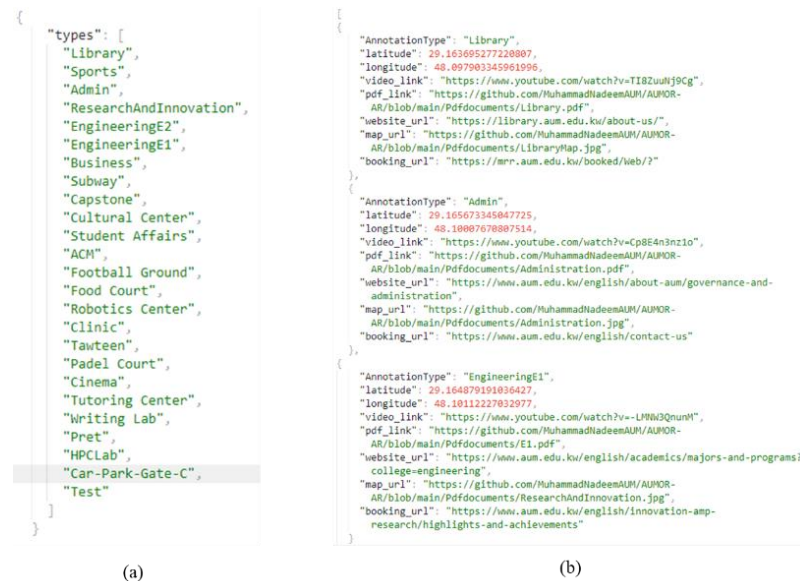 {
"types": [
"Library",
"Sports",
"Admin",
"ResearchAndInnovation",
"EngineeringE2",
"EngineeringE1",
"Business",
"Subway",
"Capstone",
"Cultural Center",
"Student Affairs",
"ACM",
"Football Ground",
"Food Court",
"Robotics Center",
"Clinic",
"Tawteen",
"Padel Court",
"Cinema",
"Tutoring Center",
"Writing Lab",
"Pret",
"HPCLab",
"Car-Park-Gate-C",
"Test"
]
}
(a)
[
{
"AnnotationType": "Library",
"latitude": 29.163695277220807,
"longitude": 48.097903345961996,
"video_link": "https://www.youtube.com/watch?v=TI8ZuuNj9Cg",
"pdf_link": "https://github.com/MuhammadNadeemAUM/AUMOR-
AR/blob/main/Pdfdocuments/Library.pdf",
"website_url": "https://library.aum.edu.kw/about-us/",
"map_url": "https://github.com/MuhammadNadeemAUM/AUMOR-
AR/blob/main/Pdfdocuments/LibraryMap.jpg",
"booking_url": "https://mrr.aum.edu.kw/booked/Web/?"
},
{
"AnnotationType": "Admin",
"latitude": 29.165673345047725,
"longitude": 48.10007670807514,
"video_link": "https://www.youtube.com/watch?v=Cp8E4n3nz1o",
"pdf_link": "https://github.com/MuhammadNadeemAUM/AUMOR-
AR/blob/main/Pdfdocuments/Administration.pdf",
"website_url": "https://www.aum.edu.kw/english/about-aum/governance-and-
administration",
"map_url": "https://github.com/MuhammadNadeemAUM/AUMOR-
AR/blob/main/Pdfdocuments/Administration.jpg",
"booking_url": "https://www.aum.edu.kw/english/contact-us"
},
{
"AnnotationType": "EngineeringE1",
"latitude": 29.164879191036427,
"longitude": 48.10112227032977,
"video_link": "https://www.youtube.com/watch?v=-LMNW3QnunM",
"pdf_link": "https://github.com/MuhammadNadeemAUM/AUMOR-
AR/blob/main/Pdfdocuments/E1.pdf",
"website_url": "https://www.aum.edu.kw/english/academics/majors-and-programs?
college=engineering",
"map_url": "https://github.com/MuhammadNadeemAUM/AUMOR-
AR/blob/main/Pdfdocuments/ResearchAndInnovation.jpg",
"booking_url": "https://www.aum.edu.kw/english/innovation-amp-
research/highlights-and-achievements"
}
(b)